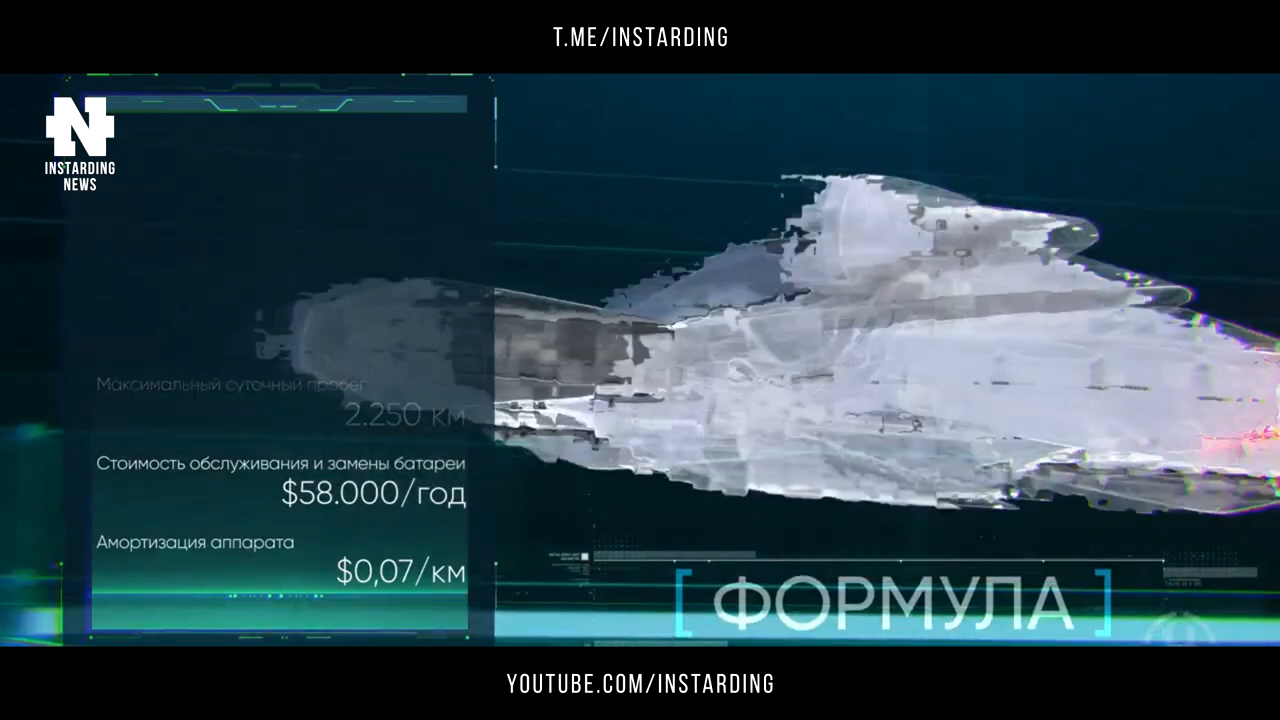 T.ME/INSTARDING
N
INSTARDING
NEWS
Максимальный суточный пробег
2.250 км
Стоимость обслуживания и замены батареи
$58.000/год
Амортизация аппарата
$0,07/км
[ ФОРМУЛА ]
YOUTUBE.COM/INSTARDING